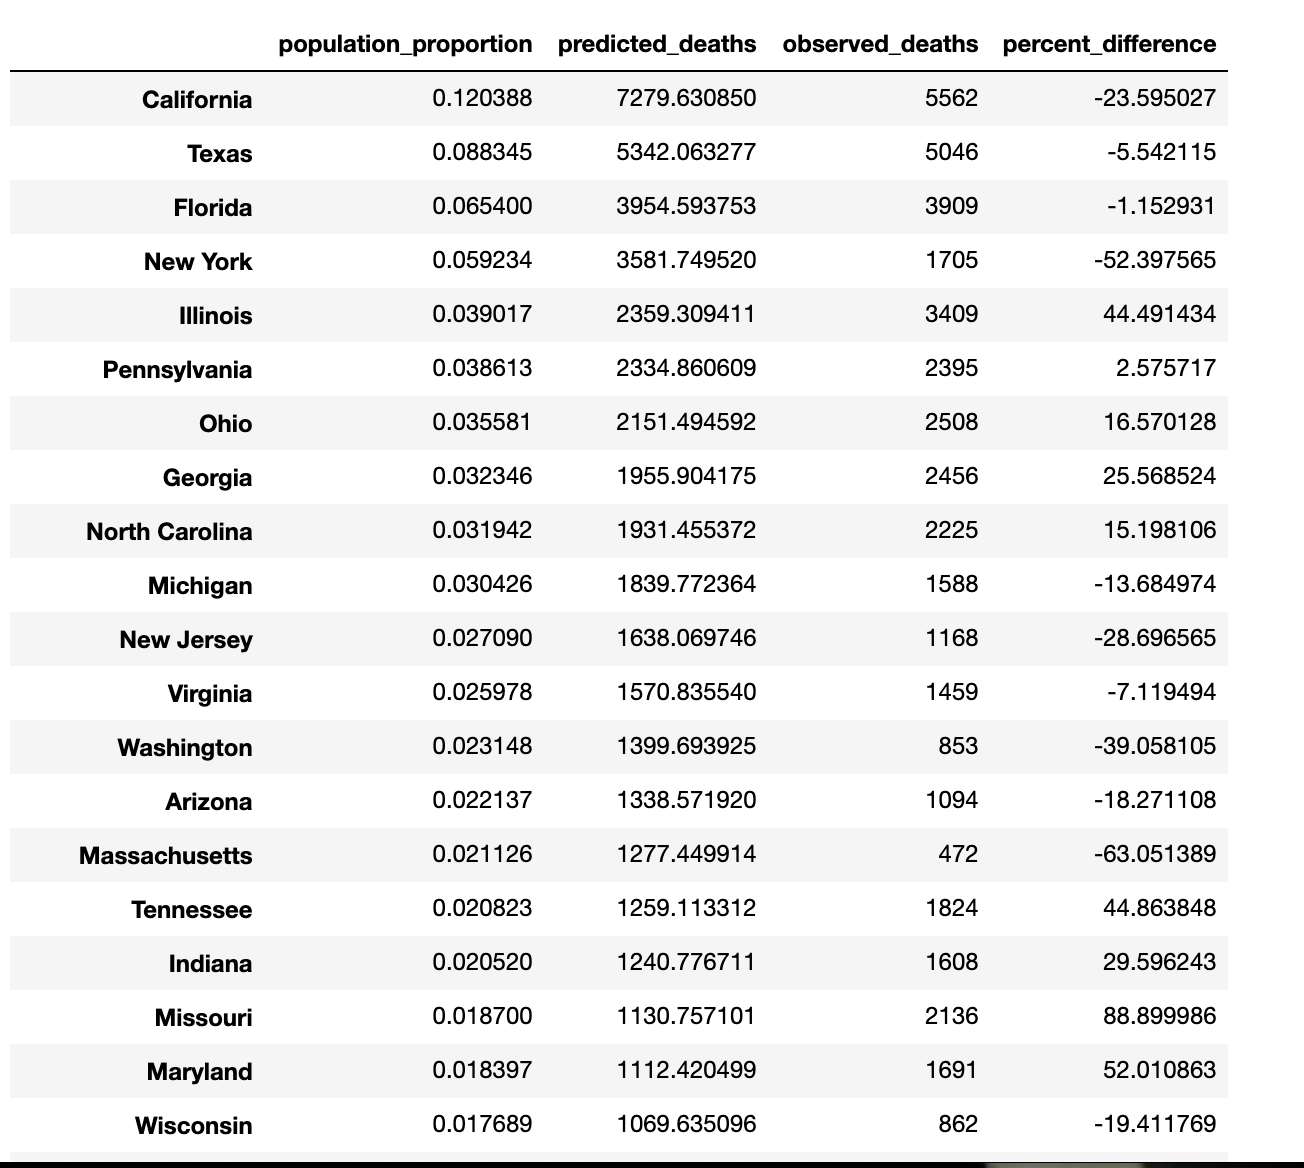 population_proportion predicted_deaths observed_deaths percent_difference
California 0.120388 7279.630850 5562 -23.595027
Texas 0.088345 5342.063277 5046 -5.542115
Florida 0.065400 3954.593753 3909 -1.152931
New York 0.059234 3581.749520 1705 -52.397565
Illinois 0.039017 2359.309411 3409 44.491434
Pennsylvania 0.038613 2334.860609 2395 2.575717
Ohio 0.035581 2151.494592 2508 16.570128
Georgia 0.032346 1955.904175 2456 25.568524
North Carolina 0.031942 1931.455372 2225 15.198106
Michigan 0.030426 1839.772364 1588 -13.684974
New Jersey 0.027090 1638.069746 1168 -28.696565
Virginia 0.025978 1570.835540 1459 -7.119494
Washington 0.023148 1399.693925 853 -39.058105
Arizona 0.022137 1338.571920 1094 -18.271108
Massachusetts 0.021126 1277.449914 472 -63.051389
Tennessee 0.020823 1259.113312 1824 44.863848
Indiana 0.020520 1240.776711 1608 29.596243
Missouri 0.018700 1130.757101 2136 88.899986
Maryland 0.018397 1112.420499 1691 52.010863
Wisconsin 0.017689 1069.635096 862 -19.411769